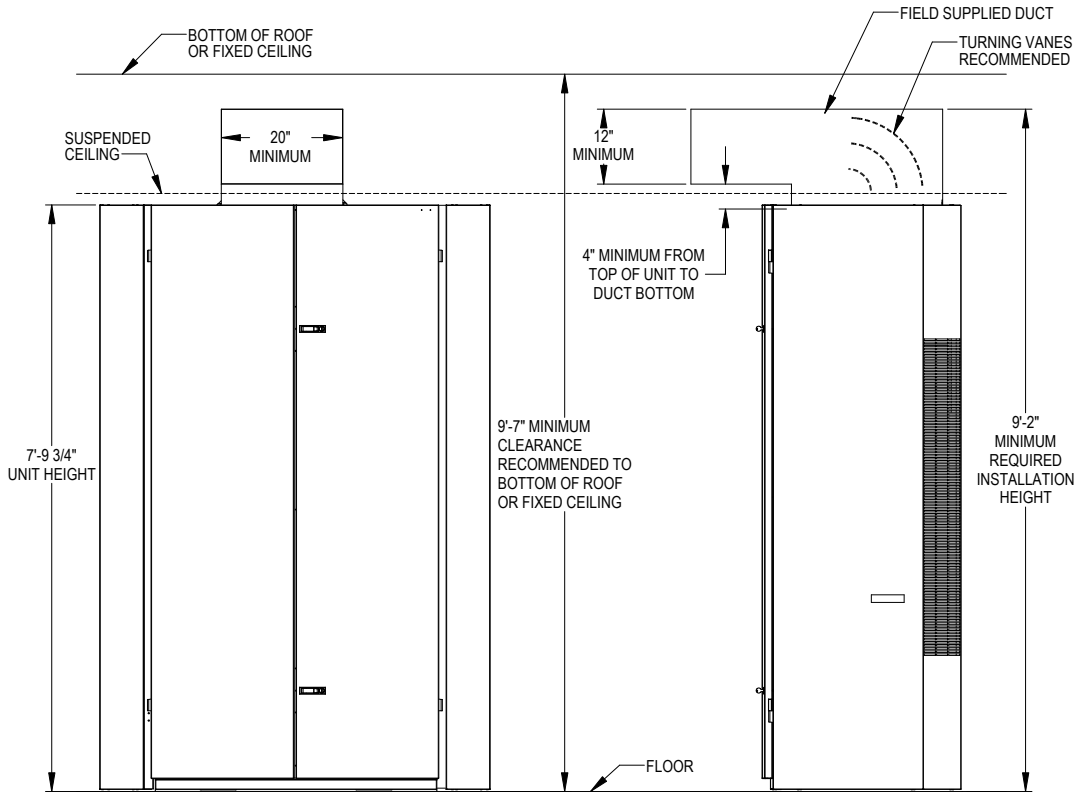 FIELD SUPPLIED DUCT
BOTTOM OF ROOF
OR FIXED CEILING
TURNING VANES
RECOMMENDED
SUSPENDED
CEILING
20"
MINIMUM
12"
MINIMUM
4" MINIMUM FROM
TOP OF UNIT TO
DUCT BOTTOM
7'-9 3/4"
UNIT HEIGHT
9'-7" MINIMUM
CLEARANCE
RECOMMENDED TO
BOTTOM OF ROOF
OR FIXED CEILING
9'-2"
MINIMUM
REQUIRED
INSTALLATION
HEIGHT
FLOOR